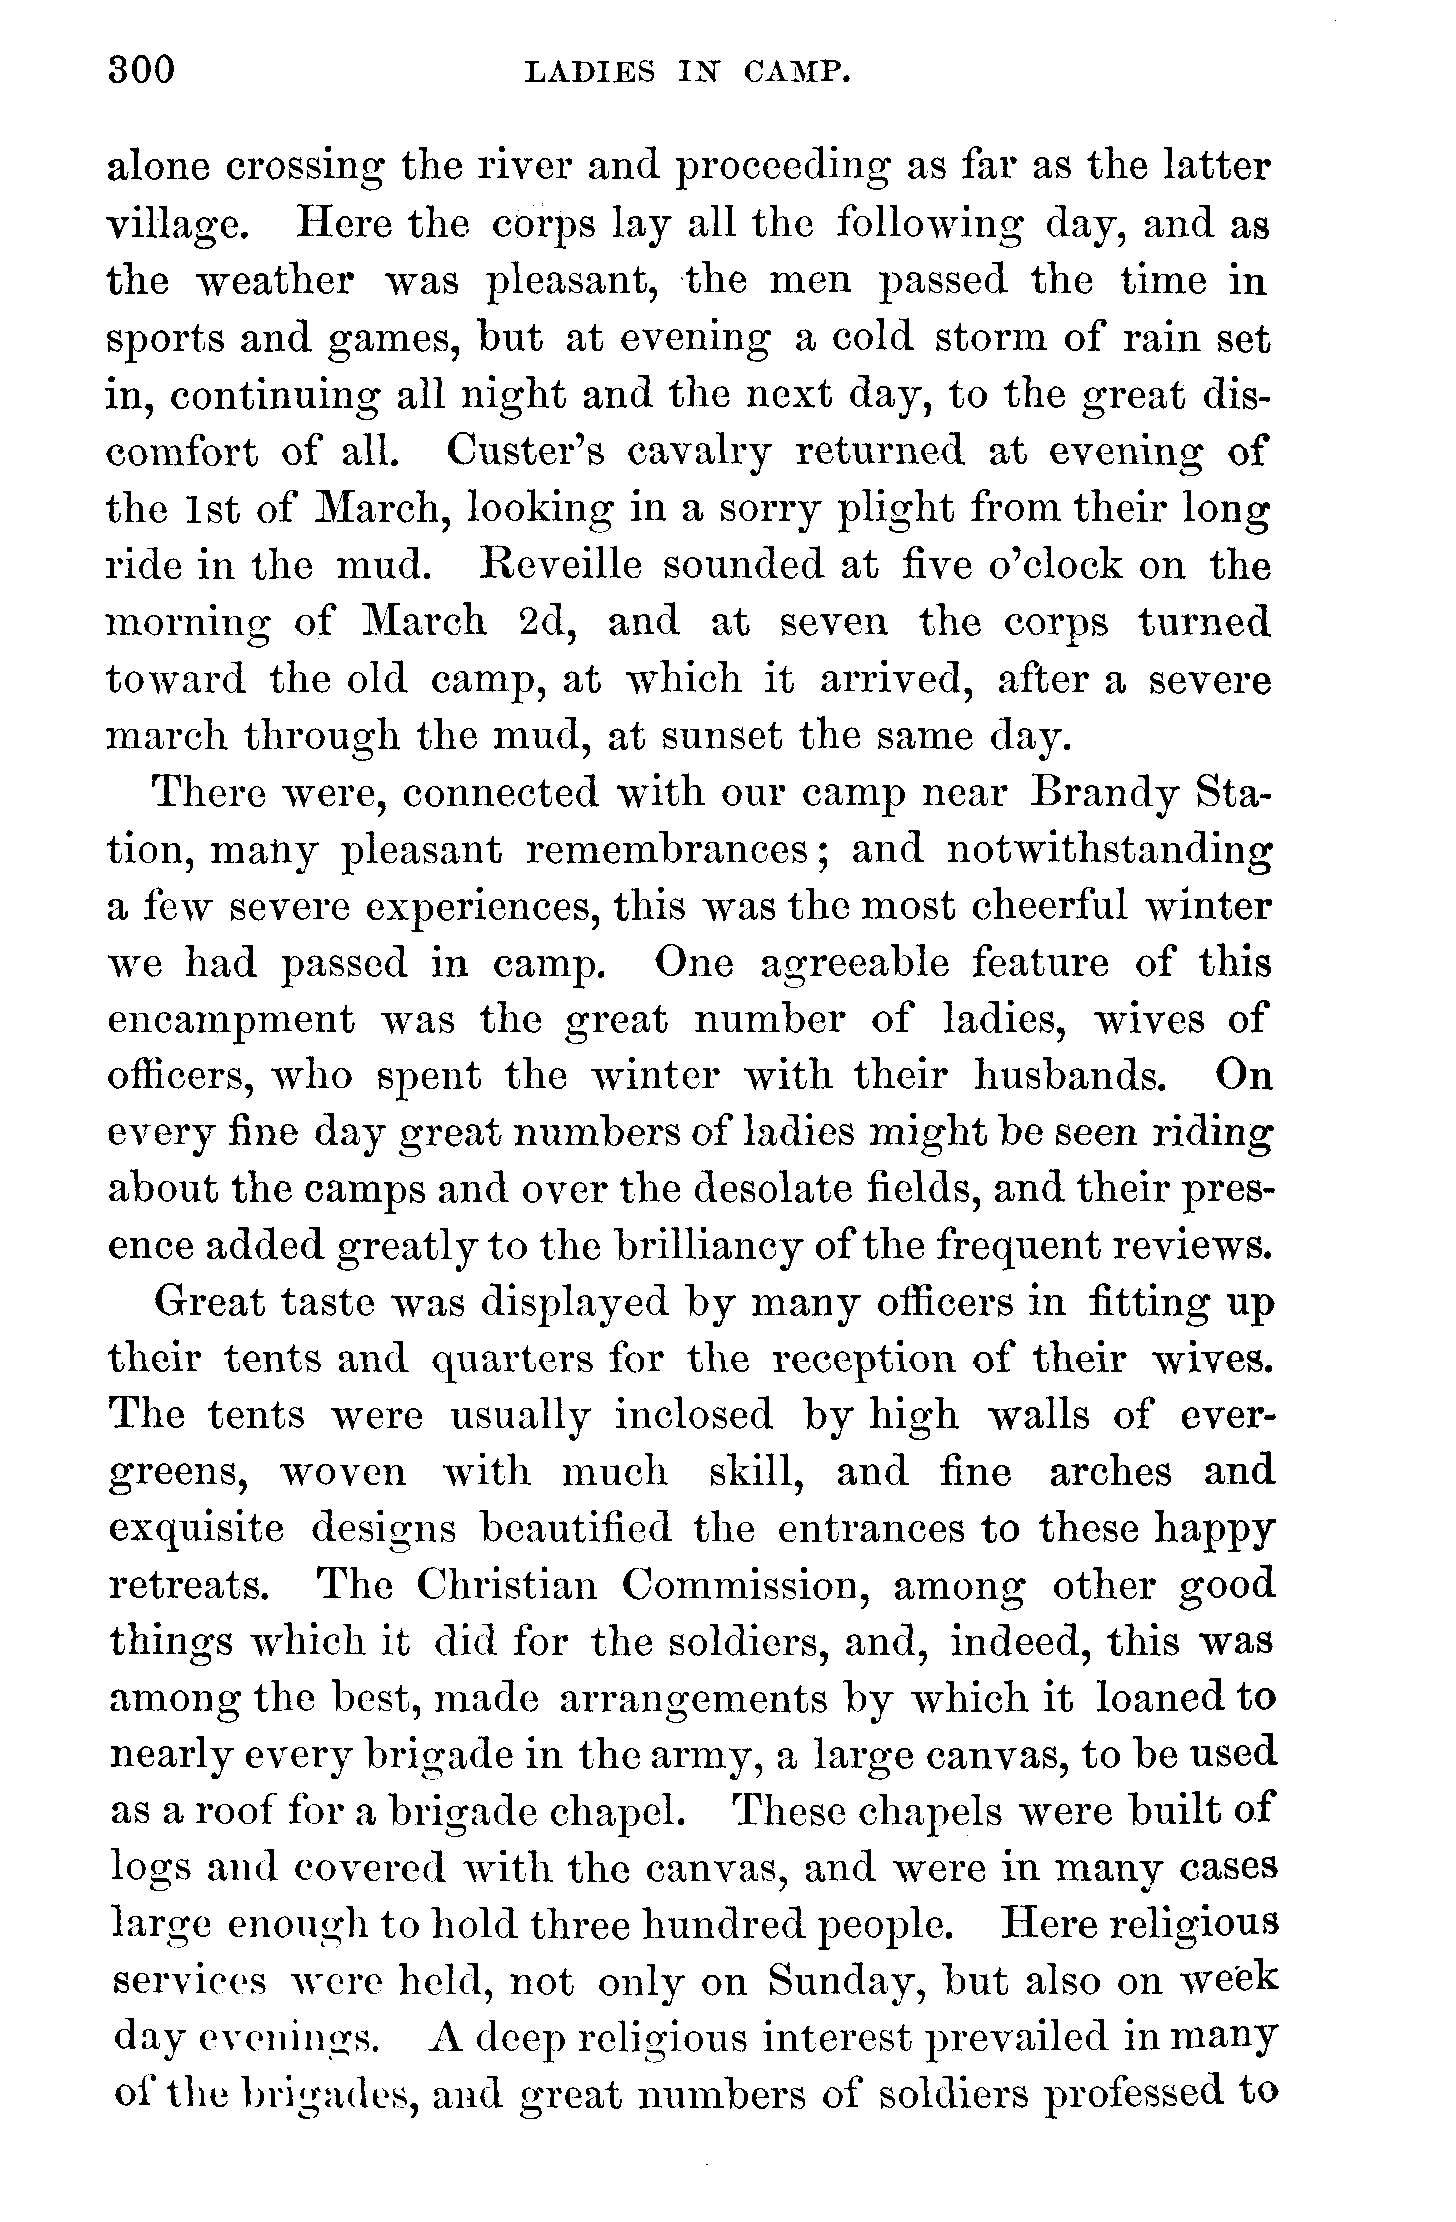 300 LADIES IN CAMP.
alone crossing the river and proceeding as far as the latter
village. Here the corps lay all the following day, and as
the weather was pleasant, the men passed the time in
sports and games, but at evening a cold storm of rain set
in, continuing all night and the next day, to the great dis-
comfort of all. Custer's cavalry returned at evening of
the 1st of March, looking in a sorry plight from their long
ride in the mud. Reveille sounded at five o'clock on the
morning of March 2d, and at seven the corps turned
toward the old camp, at which it arrived, after a severe
march through the mud, at sunset the same day.
There were, connected with our camp near Brandy Sta-
tion, many pleasant remembrances; and notwithstanding
a few severe experiences, this was the most cheerful winter
we had passed in camp. One agreeable feature of this
encampment was the great number of ladies, wives of
officers, who spent the winter with their husbands. On
every fine day great numbers of ladies might be seen riding
about the camps and over the desolate fields, and their pres-
ence added greatly to the brilliancy of the frequent reviews.
Great taste was displayed by many officers in fitting up
their tents and quarters for the reception of their wives.
The tents were usually inclosed by high walls of ever-
greens, woven with much skill, and fine arches and
exquisite designs beautified the entrances to these happy
retreats. The Christian Commission, among other good
things which it did for the soldiers, and, indeed, this was
among the best, made arrangements by which it loaned to
nearly every brigade in the army, a large canvas, to be used
as a roof for a brigade chapel. These chapels were built of
logs and covered with the canvas, and were in many cases
large enough to hold three hundred people. Here religious
services were held, not only on Sunday, but also on week
day evenings. A deep religious interest prevailed in many
of the brigades, and great numbers of soldiers professed to